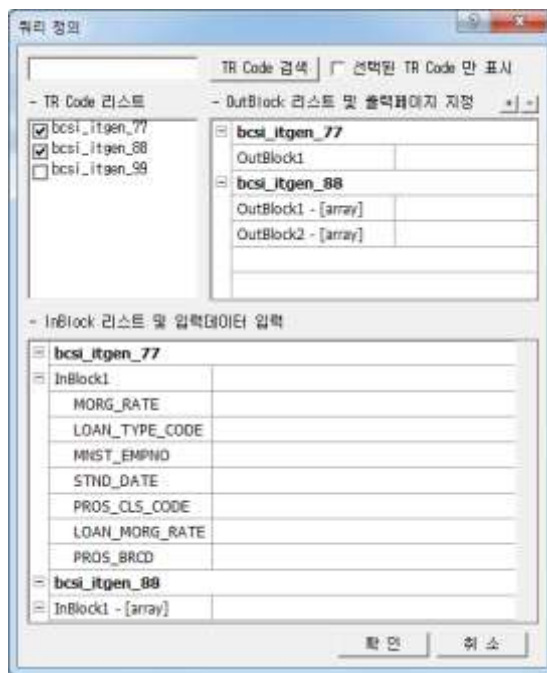 쿼리 정의
TR Code 검색 선택된 TR Code 만 표시
- TR Code 리스트 - OutBlock 리스트 및 출력페이지 지정 + -
bcsi_itgen_77
bcsi_itgen_88
bcsi_itgen_99
bcsi_itgen_77
OutBlock1
bcsi_itgen_88
OutBlock1 - [array]
OutBlock2 - [array]
- InBlock 리스트 및 입력데이터 입력
bcsi_itgen_77
InBlock1
MORG_RATE
LOAN_TYPE_CODE
MNST_EMPNO
STND_DATE
PROS_CLS_CODE
LOAN_MORG_RATE
PROS_BRCD
bcsi_itgen_88
InBlock1 - [array]
확 인 취 소